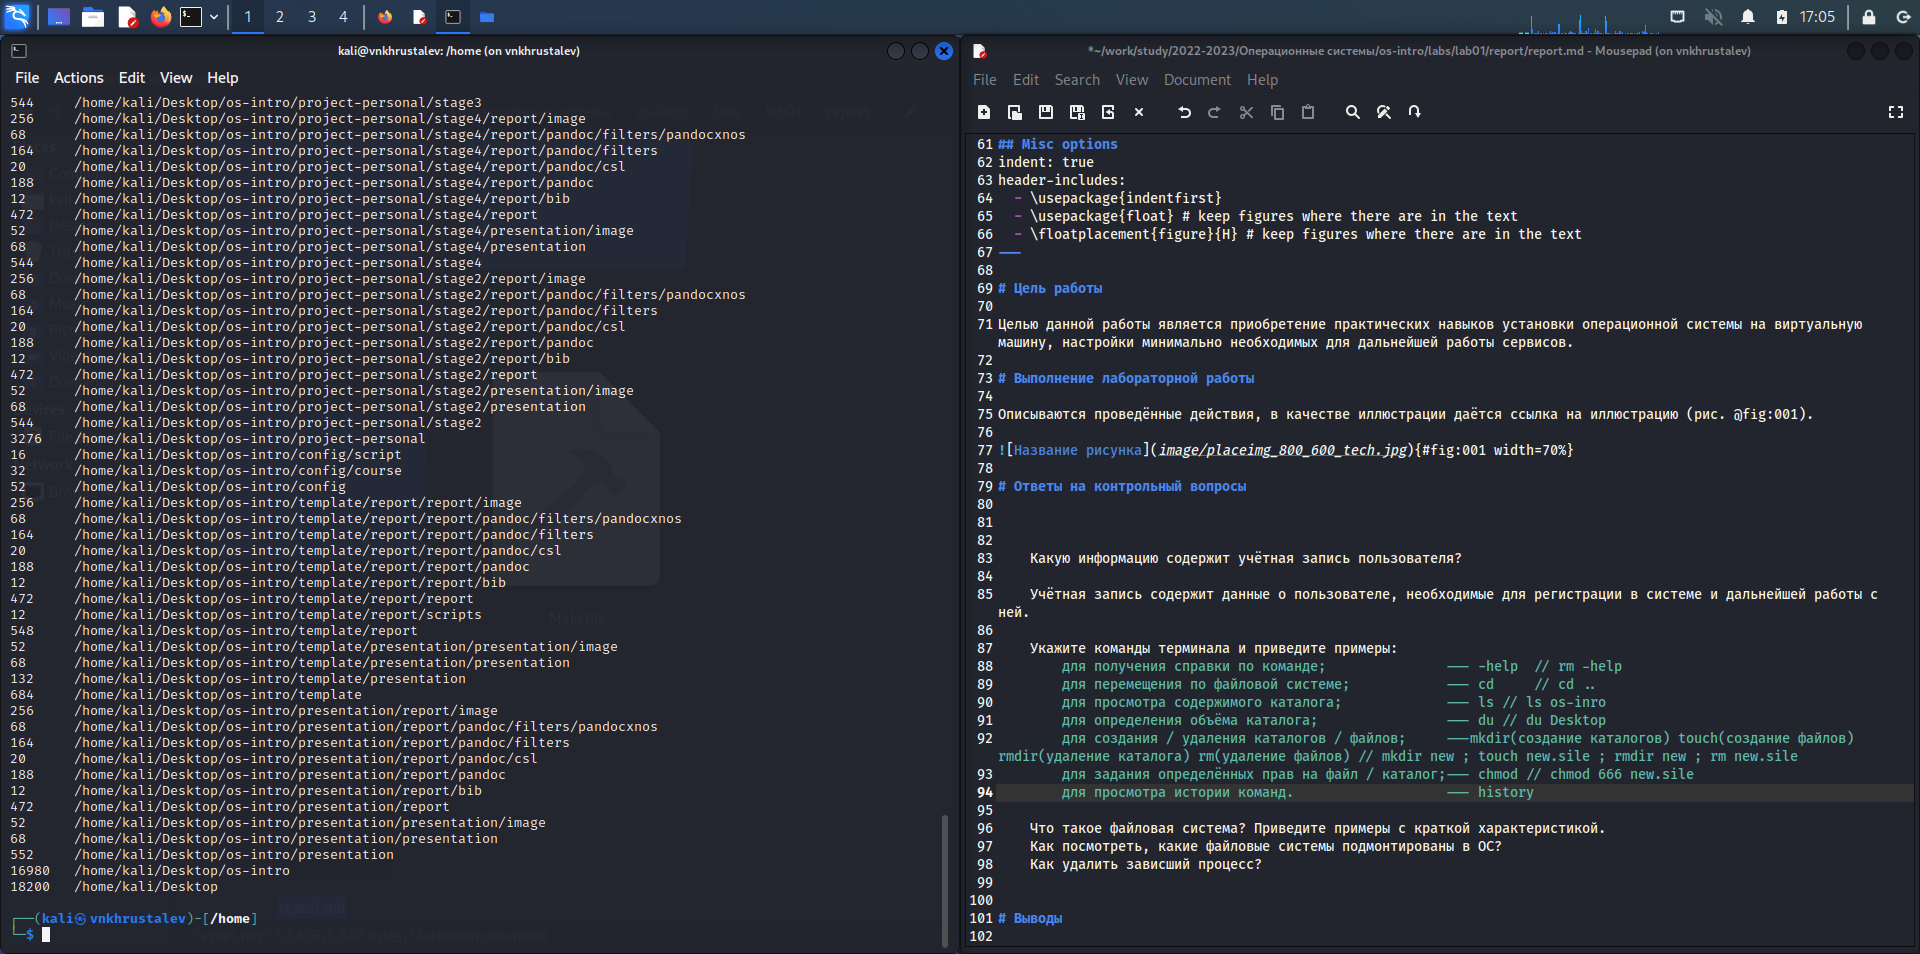 1 2 3 4 17:05
kali@vnkhrustalev: /home (on vnkhrustalev)
File Actions Edit View Help
544 /home/kali/Desktop/os-intro/project-personal/stage3
256 /home/kali/Desktop/os-intro/project-personal/stage4/report/image
68 /home/kali/Desktop/os-intro/project-personal/stage4/report/pandoc/filters/pandocxnos
164 /home/kali/Desktop/os-intro/project-personal/stage4/report/pandoc/filters
20 /home/kali/Desktop/os-intro/project-personal/stage4/report/pandoc/csl
188 /home/kali/Desktop/os-intro/project-personal/stage4/report/pandoc
12 /home/kali/Desktop/os-intro/project-personal/stage4/report/bib
472 /home/kali/Desktop/os-intro/project-personal/stage4/report
52 /home/kali/Desktop/os-intro/project-personal/stage4/presentation/image
68 /home/kali/Desktop/os-intro/project-personal/stage4/presentation
544 /home/kali/Desktop/os-intro/project-personal/stage4
256 /home/kali/Desktop/os-intro/project-personal/stage2/report/image
68 /home/kali/Desktop/os-intro/project-personal/stage2/report/pandoc/filters/pandocxnos
164 /home/kali/Desktop/os-intro/project-personal/stage2/report/pandoc/filters
20 /home/kali/Desktop/os-intro/project-personal/stage2/report/pandoc/csl
188 /home/kali/Desktop/os-intro/project-personal/stage2/report/pandoc
12 /home/kali/Desktop/os-intro/project-personal/stage2/report/bib
472 /home/kali/Desktop/os-intro/project-personal/stage2/report
52 /home/kali/Desktop/os-intro/project-personal/stage2/presentation/image
68 /home/kali/Desktop/os-intro/project-personal/stage2/presentation
544 /home/kali/Desktop/os-intro/project-personal/stage2
3276 /home/kali/Desktop/os-intro/project-personal
16 /home/kali/Desktop/os-intro/config/script
32 /home/kali/Desktop/os-intro/config/course
52 /home/kali/Desktop/os-intro/config
256 /home/kali/Desktop/os-intro/template/report/report/image
68 /home/kali/Desktop/os-intro/template/report/report/pandoc/filters/pandocxnos
164 /home/kali/Desktop/os-intro/template/report/report/pandoc/filters
20 /home/kali/Desktop/os-intro/template/report/report/pandoc/csl
188 /home/kali/Desktop/os-intro/template/report/report/pandoc
12 /home/kali/Desktop/os-intro/template/report/report/bib
472 /home/kali/Desktop/os-intro/template/report/report
12 /home/kali/Desktop/os-intro/template/report/scripts
548 /home/kali/Desktop/os-intro/template/report
52 /home/kali/Desktop/os-intro/template/presentation/presentation/image
68 /home/kali/Desktop/os-intro/template/presentation/presentation
132 /home/kali/Desktop/os-intro/template/presentation
684 /home/kali/Desktop/os-intro/template
256 /home/kali/Desktop/os-intro/presentation/report/image
68 /home/kali/Desktop/os-intro/presentation/report/pandoc/filters/pandocxnos
164 /home/kali/Desktop/os-intro/presentation/report/pandoc/filters
20 /home/kali/Desktop/os-intro/presentation/report/pandoc/csl
188 /home/kali/Desktop/os-intro/presentation/report/pandoc
12 /home/kali/Desktop/os-intro/presentation/report/bib
472 /home/kali/Desktop/os-intro/presentation/report
52 /home/kali/Desktop/os-intro/presentation/presentation/image
68 /home/kali/Desktop/os-intro/presentation/presentation
552 /home/kali/Desktop/os-intro/presentation
16980 /home/kali/Desktop/os-intro
18200 /home/kali/Desktop
┌──(kali㉿vnkhrustalev)-[/home]
└─$
Makefile
report.md
*~/work/study/2022-2023/Операционные системы/os-intro/labs/lab01/report/report.md - Mousepad (on vnkhrustalev)
File Edit Search View Document Help
61 ## Misc options
62 indent: true
63 header-includes:
64 - \usepackage{indentfirst}
65 - \usepackage{float} # keep figures where there are in the text
66 - \floatplacement{figure}{H} # keep figures where there are in the text
67 ---
68
69 # Цель работы
70
71 Целью данной работы является приобретение практических навыков установки операционной системы на виртуальную
машину, настройки минимально необходимых для дальнейшей работы сервисов.
72
73 # Выполнение лабораторной работы
74
75 Описываются проведённые действия, в качестве иллюстрации даётся ссылка на иллюстрацию (рис. @fig:001).
76
77 ![Название рисунка](image/placeimg_800_600_tech.jpg){#fig:001 width=70%}
78
79 # Ответы на контрольный вопросы
80
81
82
83 Какую информацию содержит учётная запись пользователя?
84
85 Учётная запись содержит данные о пользователе, необходимые для регистрации в системе и дальнейшей работы с
ней.
86
87 Укажите команды терминала и приведите примеры:
88 для получения справки по команде; --- -help // rm -help
89 для перемещения по файловой системе; --- cd // cd ..
90 для просмотра содержимого каталога; --- ls // ls os-inro
91 для определения объёма каталога; --- du // du Desktop
92 для создания / удаления каталогов / файлов; ---mkdir(создание каталогов) touch(создание файлов)
rmdir(удаление каталога) rm(удаление файлов) // mkdir new ; touch new.sile ; rmdir new ; rm new.sile
93 для задания определённых прав на файл / каталог;--- chmod // chmod 666 new.sile
94 для просмотра истории команд. --- history
95
96 Что такое файловая система? Приведите примеры с краткой характеристикой.
97 Как посмотреть, какие файловые системы подмонтированы в ОС?
98 Как удалить зависший процесс?
99
100
101 # Выводы
102